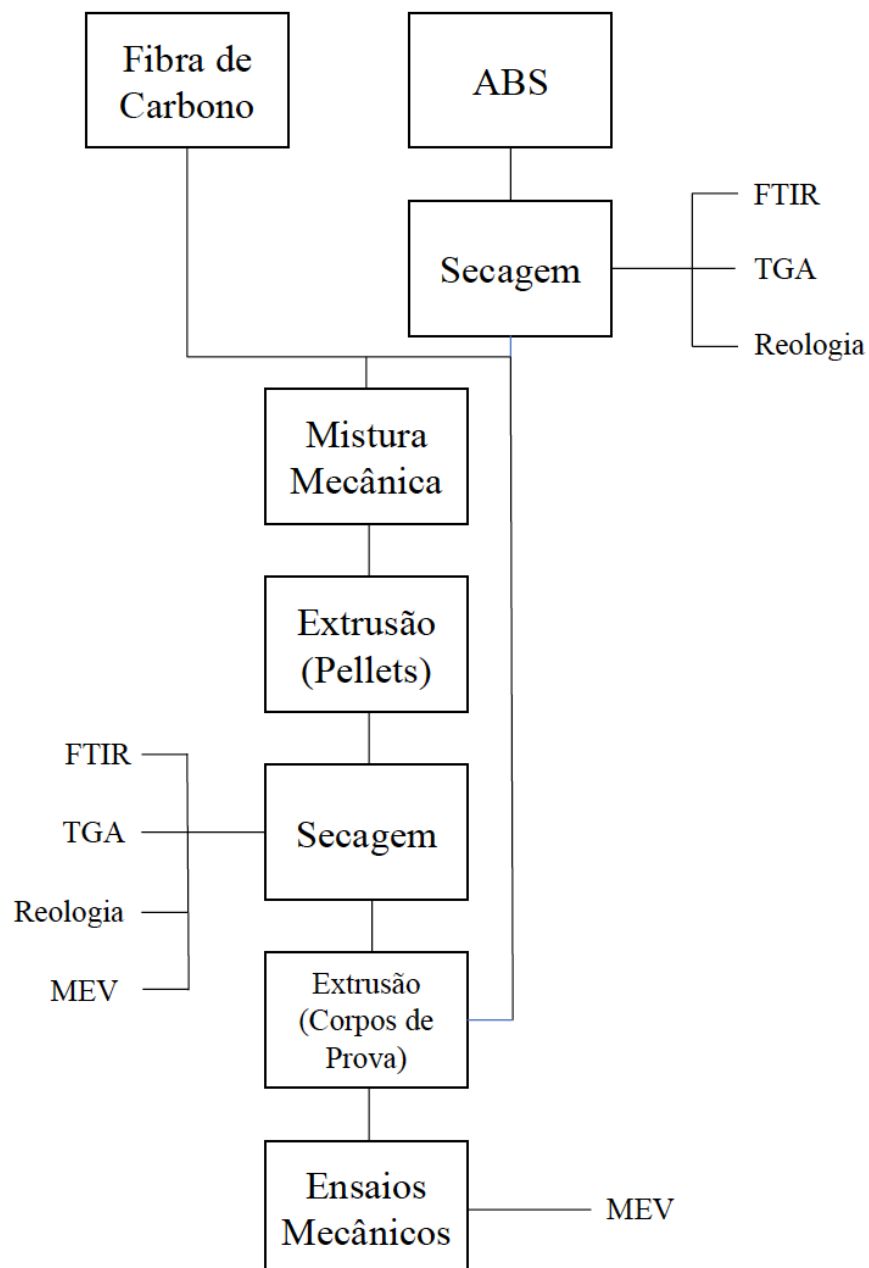 Fibra de
Carbono
ABS
Secagem
FTIR
TGA
Reologia
Mistura
Mecânica
Extrusão
(Pellets)
Secagem
FTIR
TGA
Reologia
MEV
Extrusão
(Corpos de
Prova)
Ensaios
Mecânicos
MEV